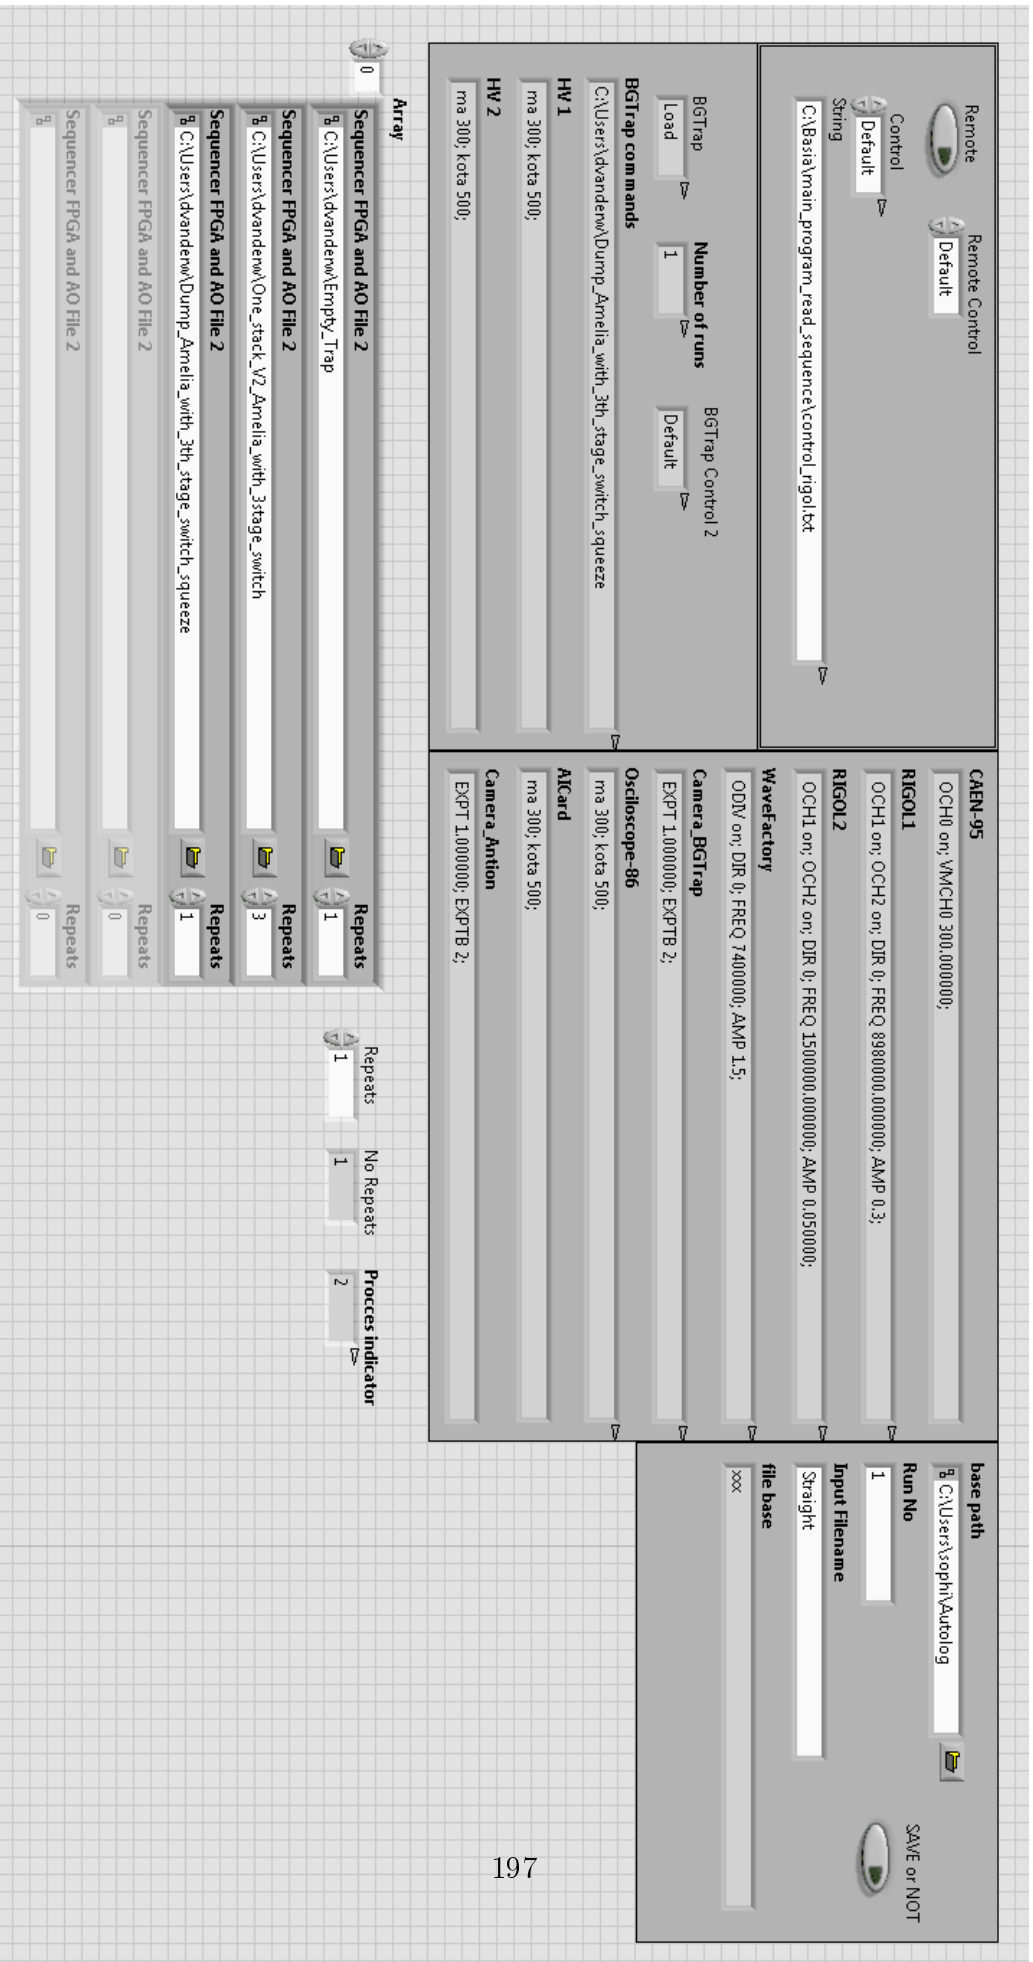 Remote
Remote Control
Default
Control
Default
String
C:\Basia\main_program_read_sequence\control_rigol.txt
BGTrap
Number of runs
BGTrap Control 2
Load
1
Default
BGTrap commands
C:\Users\dvanderw\Dump_Amelia_with_3th_stage_switch_squeeze
HV 1
ma 300; kota 500;
HV 2
ma 300; kota 500;
CAEN-95
OCH0 on; VMCH0 300.000000;
RIGOL1
OCH1 on; OCH2 on; DIR 0; FREQ 8980000.000000; AMP 0.3;
RIGOL2
OCH1 on; OCH2 on; DIR 0; FREQ 1500000.000000; AMP 0.050000;
WaveFactory
ODIV on; DIR 0; FREQ 7400000; AMP 1.5;
Camera_BGTrap
EXPT 1.000000; EXPTB 2;
Osciloscope-86
ma 300; kota 500;
AICard
ma 300; kota 500;
Camera_Antion
EXPT 1.000000; EXPTB 2;
base path
C:\Users\sophi\Autolog
SAVE or NOT
Run No
1
Input Filename
Straight
file base
xxx
Array
0
Sequencer FPGA and AO File 2
Repeats
C:\Users\dvanderw\Empty_Trap
1
Sequencer FPGA and AO File 2
Repeats
C:\Users\dvanderw\One_stack_V2_Amelia_with_3stage_switch
3
Sequencer FPGA and AO File 2
Repeats
C:\Users\dvanderw\Dump_Amelia_with_3th_stage_switch_squeeze
1
Sequencer FPGA and AO File 2
Repeats
0
Sequencer FPGA and AO File 2
Repeats
0
Repeats
No Repeats
Procces indicator
1
1
2
197